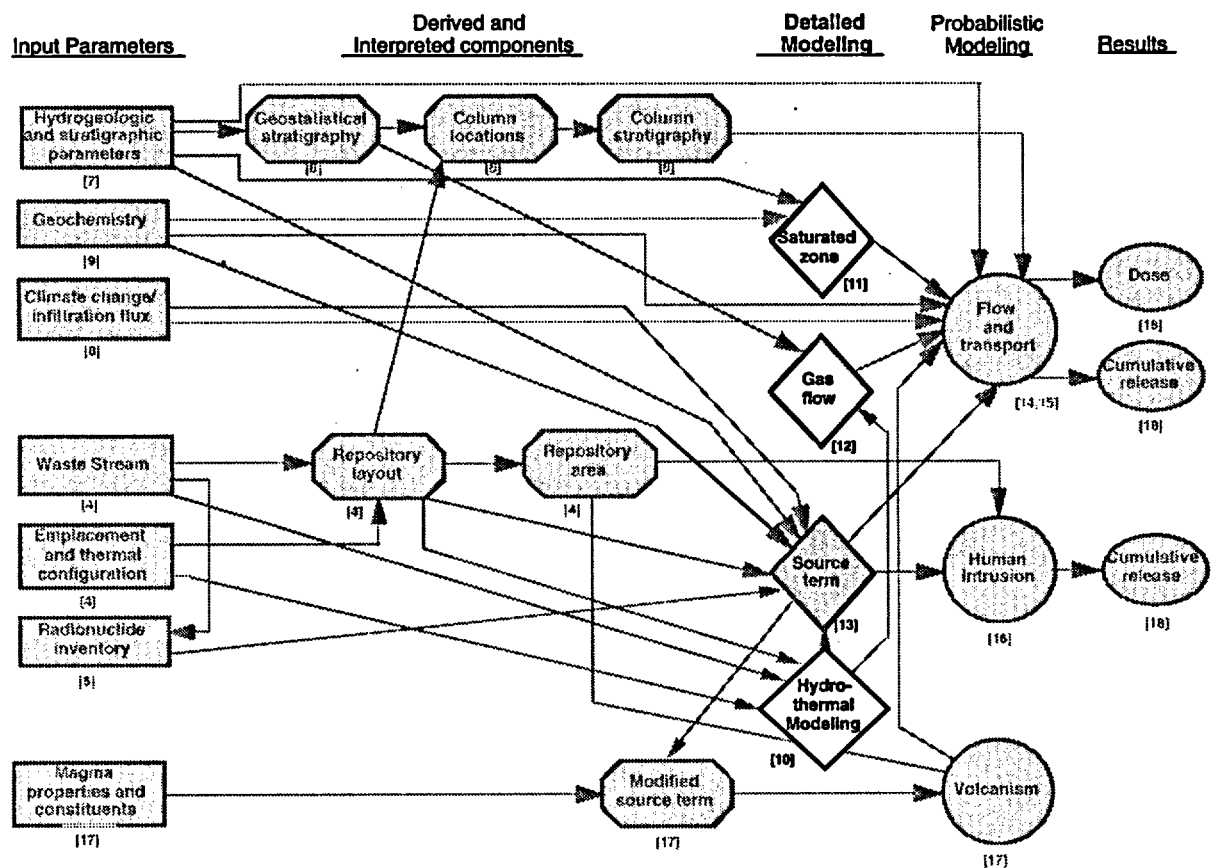 Input Parameters
Derived and
Interpreted components
Detailed
Modeling
Probabilistic
Modeling
Results
Hydrogeologic
and stratigraphic
parameters
[7]
Geostatistical
stratigraphy
Column
locations
Column
stratigraphy
Geochemistry
[9]
Climate change/
infiltration flux
Saturated
zone
[11]
Flow
and
transport
[14,15]
Dose
[18]
Cumulative
release
[18]
Gas
flow
[12]
Waste Stream
[4]
Repository
layout
Repository
area
[4]
Emplacement
and thermal
configuration
[4]
Source
term
[13]
Human
Intrusion
[16]
Cumulative
release
[18]
Radionuclide
inventory
[5]
Hydro-
thermal
Modeling
[10]
Magma
properties and
constituents
[17]
Modified
source term
[17]
Volcanism
[17]